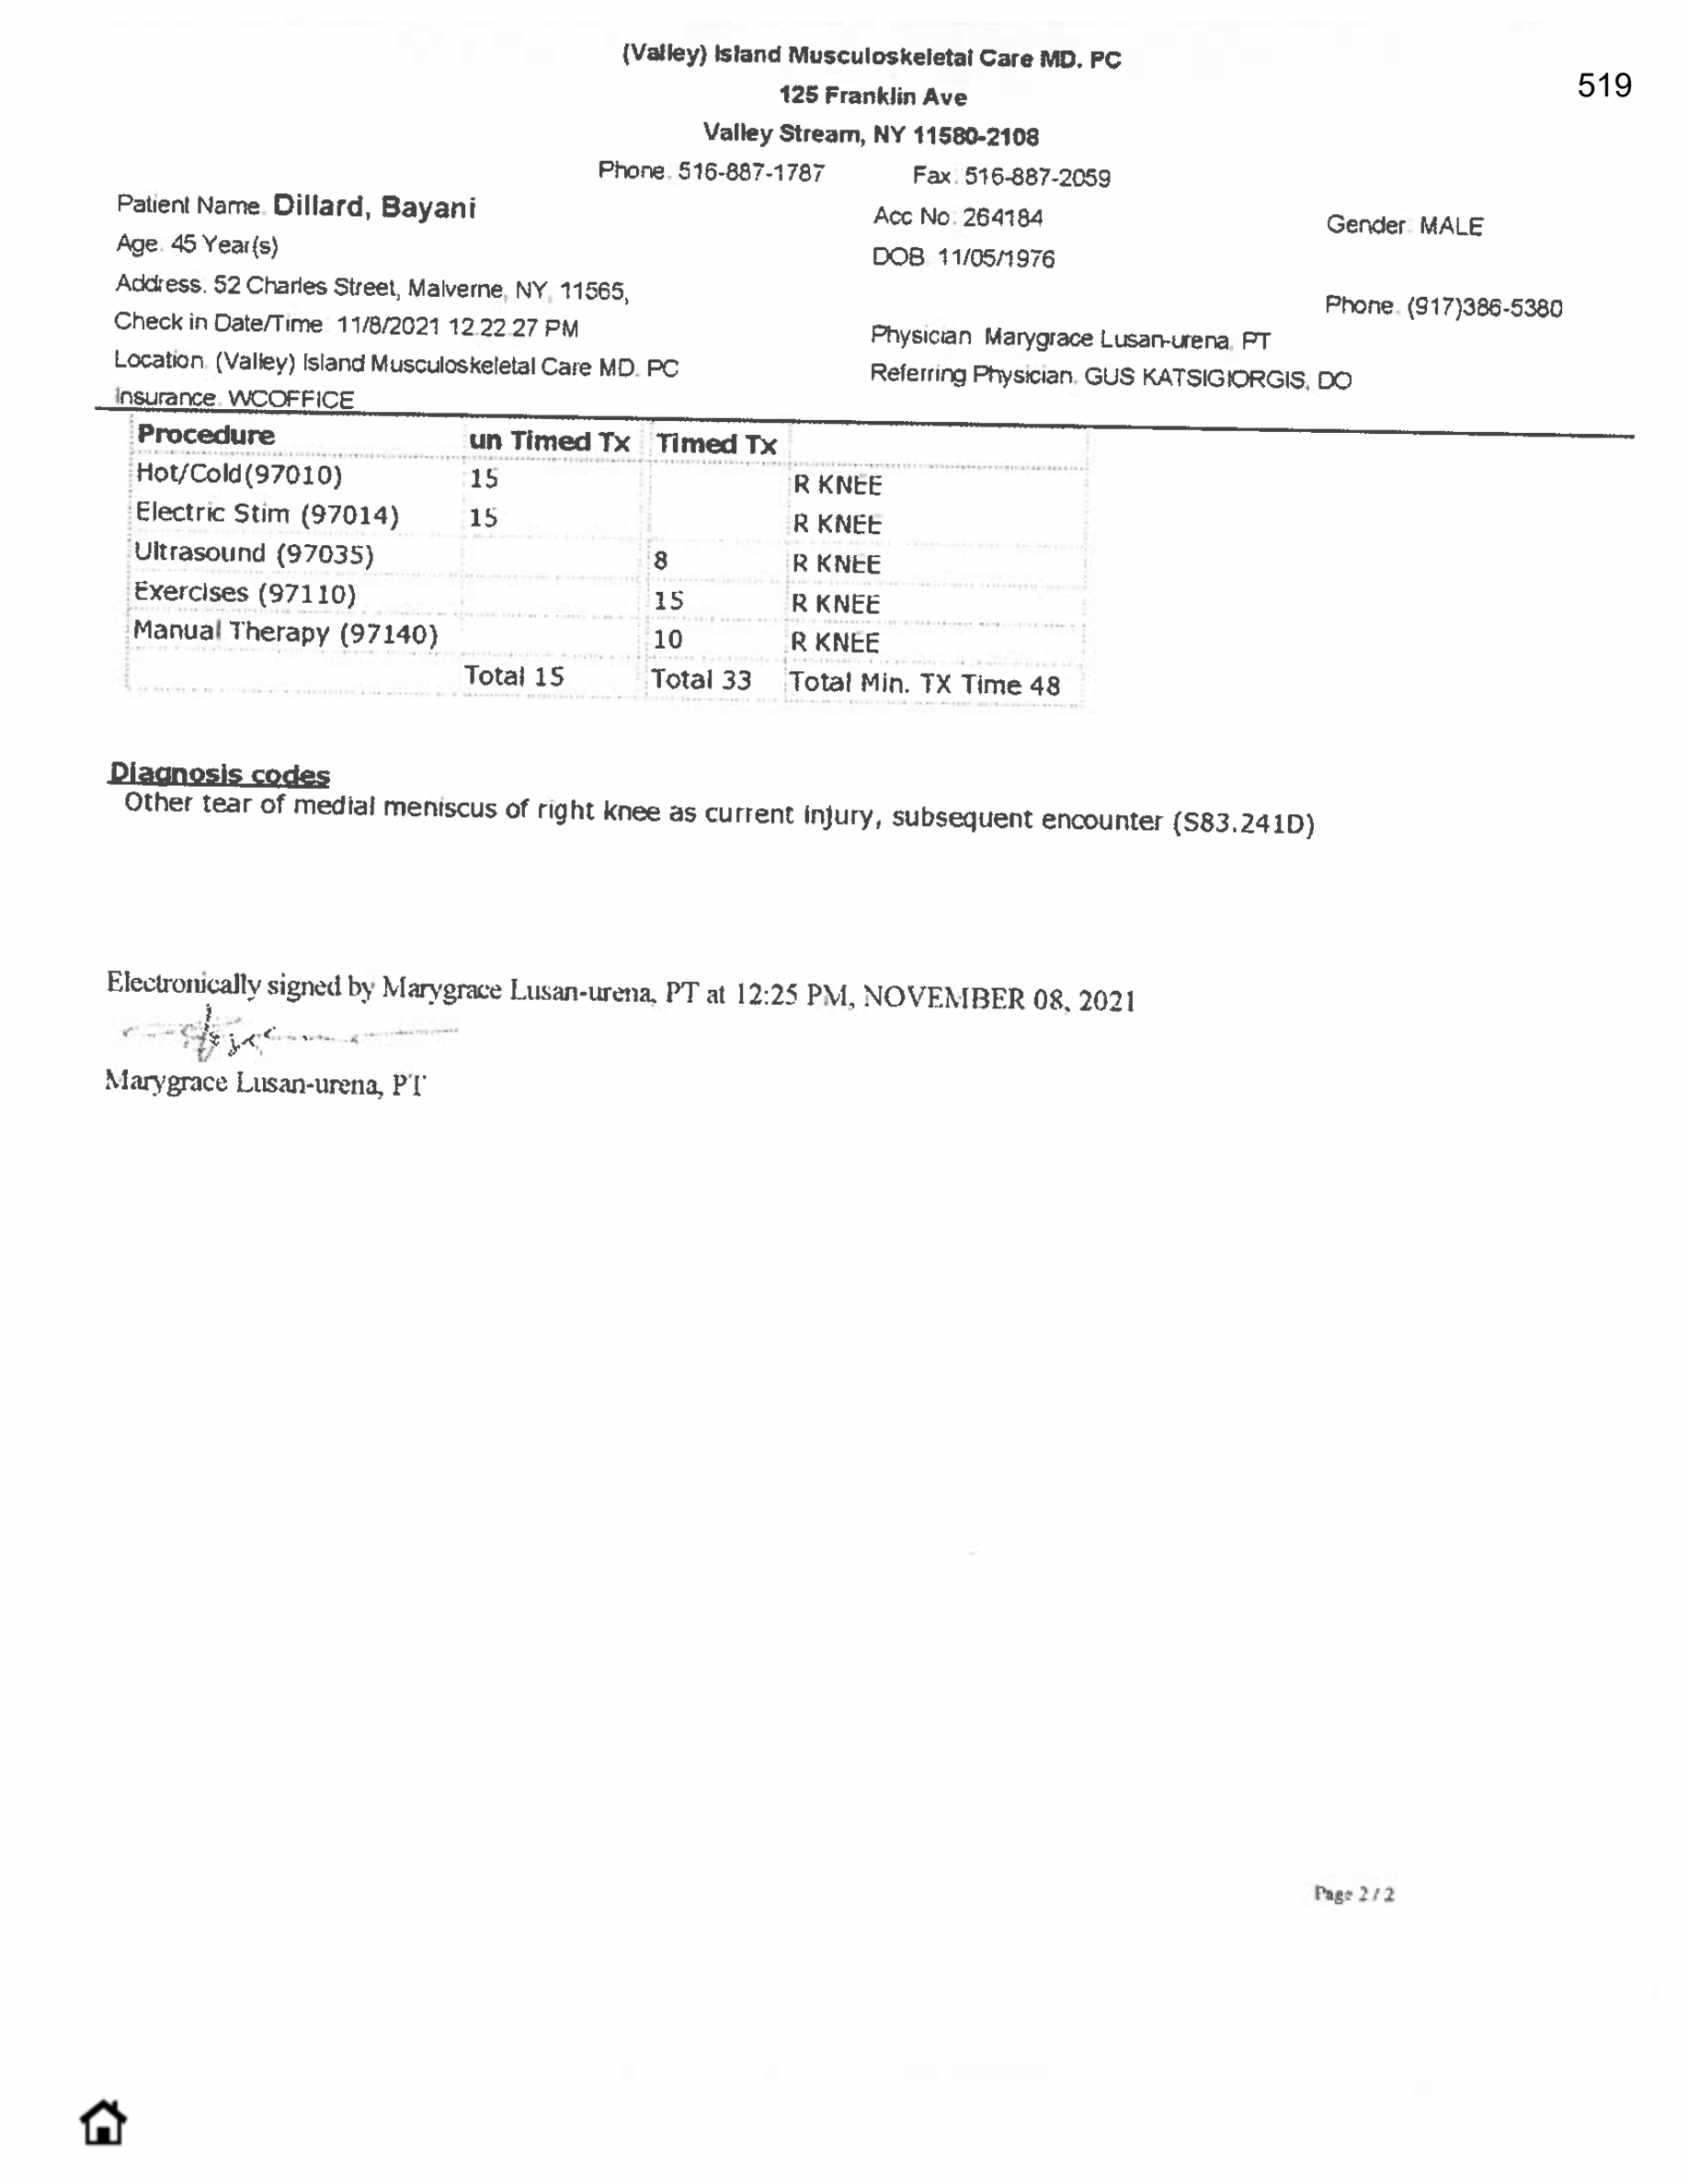 (Valley) Island Musculoskeletal Care MD. PC
519
125 Franklin Ave
Valley Stream, NY 11580-2108
Phone. 516-887-1787 Fax. 516-887-2059
Patient Name. Dillard, Bayani Acc No: 264184 Gender MALE
Age. 45 Year(s) DOB 11/05/1976
Address. 52 Charles Street, Malverne, NY, 11565, Phone. (917)386-5380
Check in Date/Time 11/8/2021 12.22.27 PM Physician Marygrace Lusan-urena, PT
Location. (Valley) Island Musculoskeletal Care MD. PC Referring Physician. GUS KATSIGIORGIS, DO
Insurance. WCOFFICE
Procedure un Timed Tx Timed Tx
Hot/Cold(97010) 15 R KNEE
Electric Stim (97014) 15 R KNEE
Ultrasound (97035) 8 R KNEE
Exercises (97110) 15 R KNEE
Manual Therapy (97140) 10 R KNEE
Total 15 Total 33 Total Min. TX Time 48
Diagnosis codes
Other tear of medial meniscus of right knee as current injury, subsequent encounter (S83.241D)
Electronically signed by Marygrace Lusan-urena, PT at 12:25 PM, NOVEMBER 08, 2021
Marygrace Lusan-urena, PT
Page 2 / 2